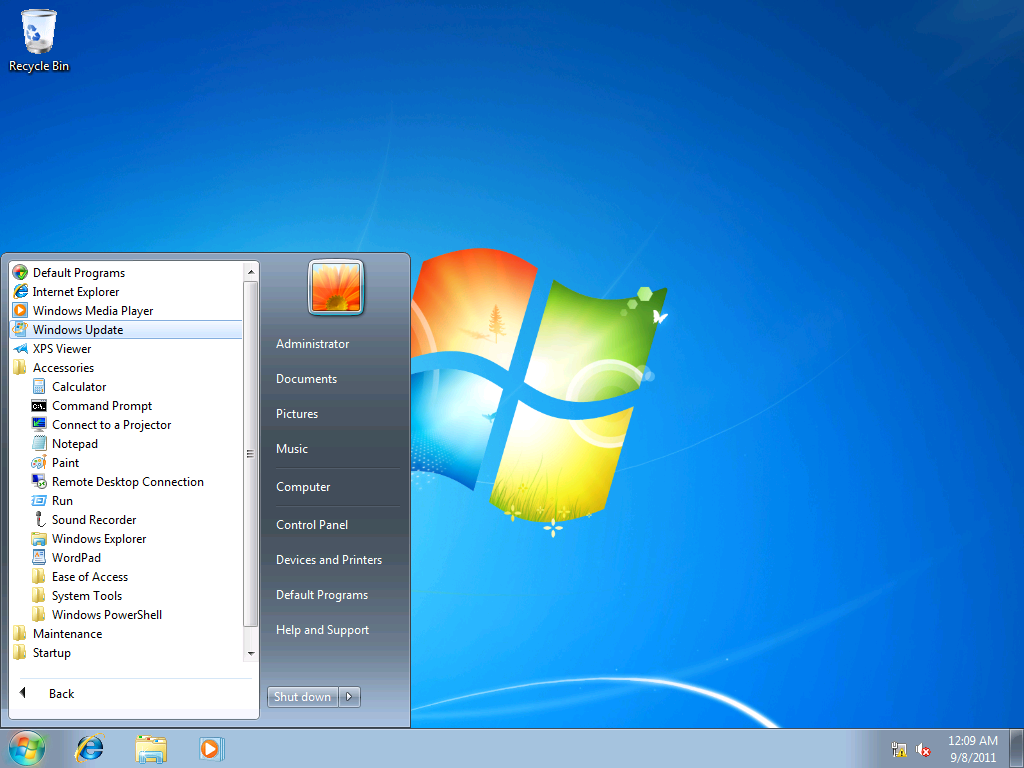 Recycle Bin
Default Programs
Internet Explorer
Windows Media Player
Windows Update
XPS Viewer
Accessories
Calculator
Command Prompt
Connect to a Projector
Notepad
Paint
Remote Desktop Connection
Run
Sound Recorder
Windows Explorer
WordPad
Ease of Access
System Tools
Windows PowerShell
Maintenance
Startup
Back
Administrator
Documents
Pictures
Music
Computer
Control Panel
Devices and Printers
Default Programs
Help and Support
Shut down
12:09 AM
9/8/2011